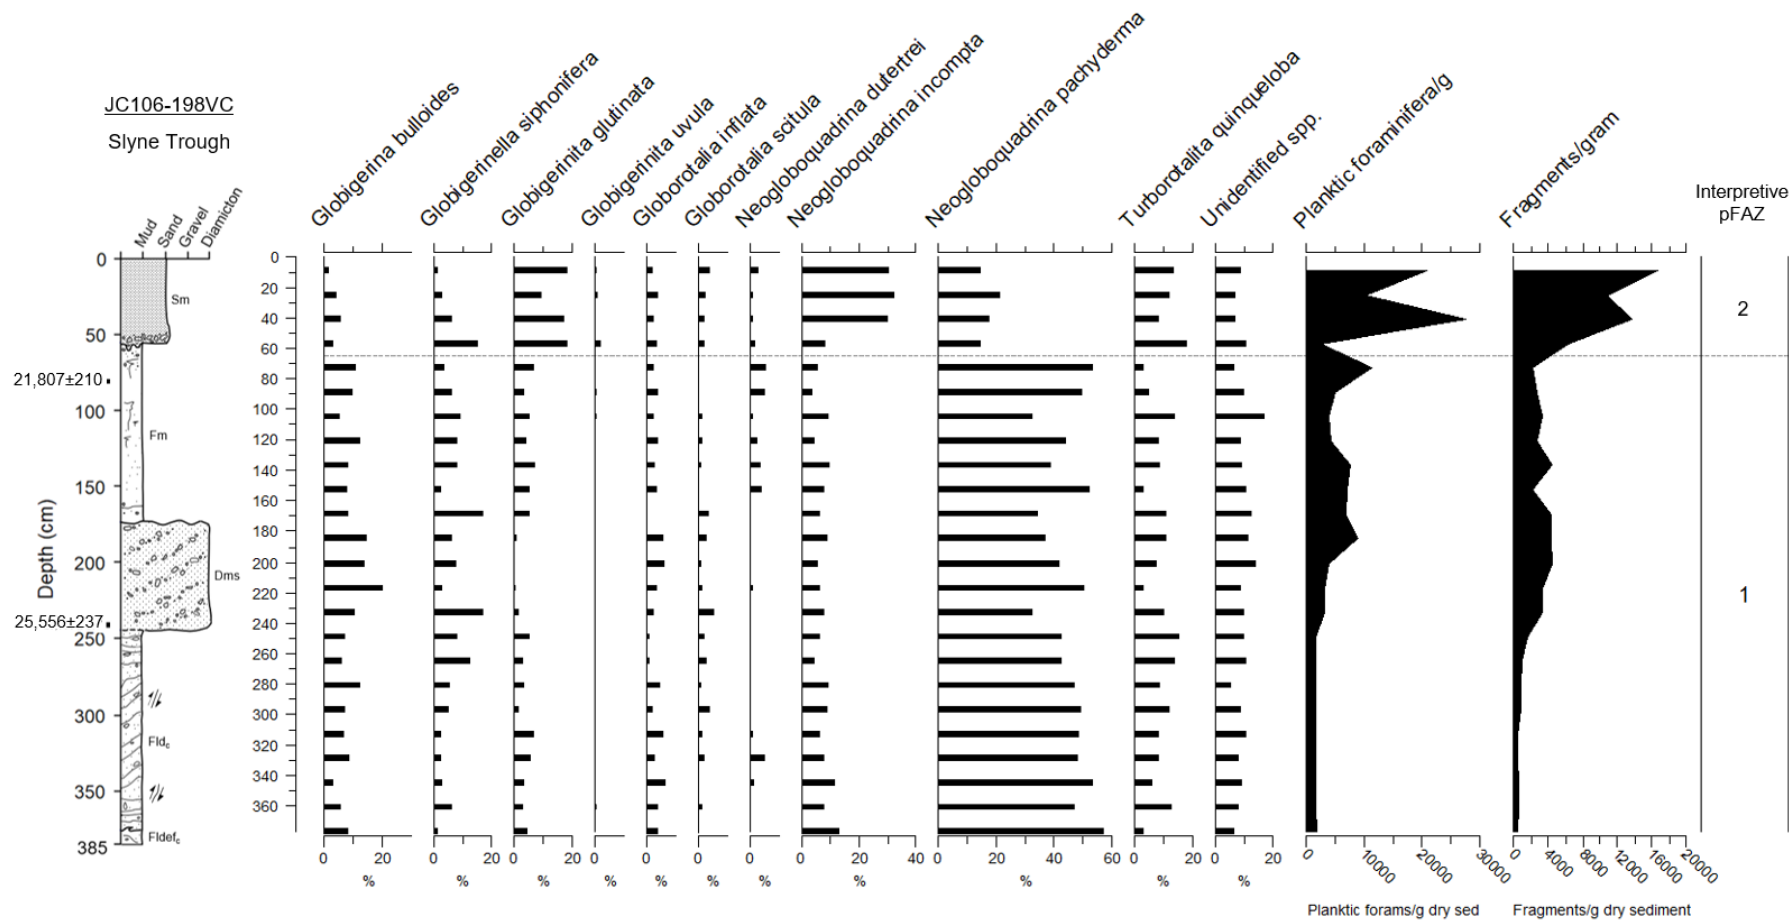 JC106-198VC
Slyne Trough
Mud
Sand
Gravel
Diamicton
Globigerina bulloides
Globigerinella siphonifera
Globigerinita glutinata
Globigerinita uvula
Globorotalia inflata
Globorotalia scitula
Neogloboquadrina dutertrei
Neogloboquadrina incompta
Neogloboquadrina pachyderma
Turborotalita quinqueloba
Unidentified spp.
Planktic foraminifera/g
Fragments/gram
Interpretive
pFAZ
Depth (cm)
0
50
100
150
200
250
300
350
385
21,807±210
25,556±237
Sm
Fm
Dms
Fldc
Fldefc
0
20
40
60
80
100
120
140
160
180
200
220
240
260
280
300
320
340
360
2
1
0 20
0 20
0 20
0
0
0
0
0 20 40
0 20 40 60
0 20
0 20
0 10000 20000 30000
0 4000 8000 12000 16000 20000
% % % % % % % % % % %
Planktic forams/g dry sed
Fragments/g dry sediment